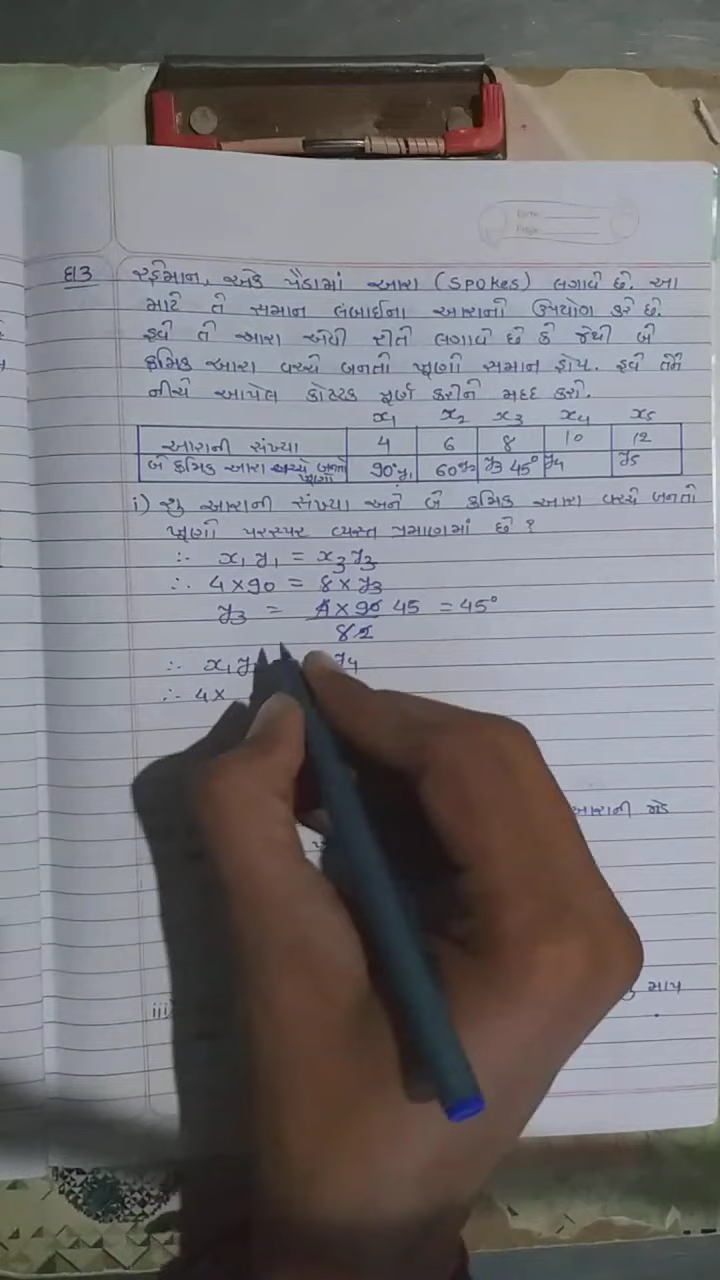 Date
Page
દા3 રહેમાન, એક પૈડામાં આરા (spokes) લગાવે છે. આ
માટે તે સમાન લંબાઈના આરાનો ઉપયોગ કરે છે.
હવે તે આરા એવી રીતે લગાવે છે કે જેથી બે
ક્રમિક આરા વચ્ચે બનતો ખૂણો સમાન હોય. હવે તેને
નીચે આપેલ કોષ્ટક પૂર્ણ કરીને મદદ કરો.
x₁ x₂ x₃ x₄ x₅
આરાની સંખ્યા 4 6 8 10 12
બે ક્રમિક આરા વચ્ચે બનતો ખૂણો 90° y₁ 60° y₂ y₃ 45° y₄ y₅
i) શું આરાની સંખ્યા અને બે ક્રમિક આરા વચ્ચે બનતો
ખૂણો પરસ્પર વ્યસ્ત પ્રમાણમાં છે ?
∴ x₁ y₁ = x₃ y₃
∴ 4 × 90 = 8 × y₃
y₃ = 4 × 90 45 = 45°
8 2
∴ x₁ y₁ y₄
∴ 4 ×
આરાની
iii)
માપ